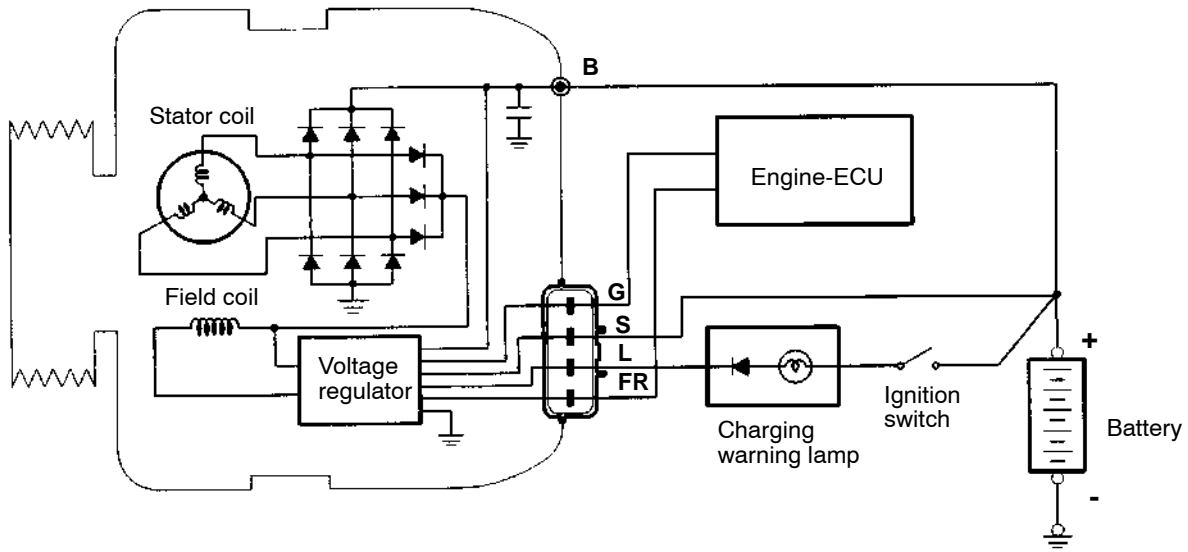 B
Stator coil
Engine-ECU
Field coil
G
S
L
FR
Voltage
regulator
Charging
warning lamp
Ignition
switch
+
Battery
-